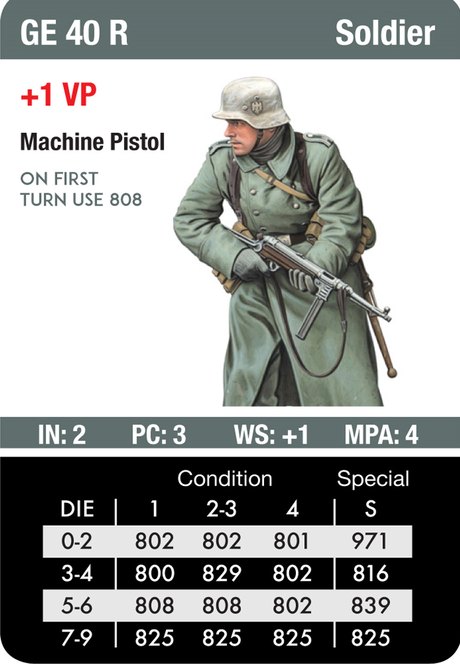 GE 40 R Soldier
+1 VP
Machine Pistol
ON FIRST
TURN USE 808
IN: 2 PC: 3 WS: +1 MPA: 4
Condition Special
DIE 1 2-3 4 S
0-2 802 802 801 971
3-4 800 829 802 816
5-6 808 808 802 839
7-9 825 825 825 825